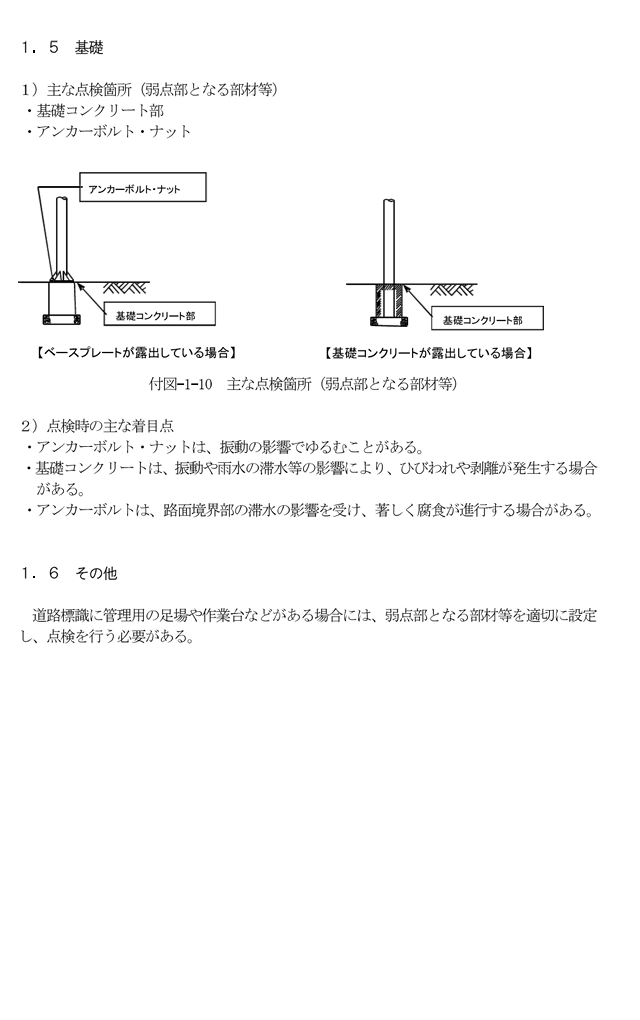 １．５　基礎
１）主な点検箇所（弱点部となる部材等）
・基礎コンクリート部
・アンカーボルト・ナット
アンカーボルト・ナット
基礎コンクリート部
基礎コンクリート部
【ベースプレートが露出している場合】
【基礎コンクリートが露出している場合】
付図-1-10　主な点検箇所（弱点部となる部材等）
２）点検時の主な着目点
・アンカーボルト・ナットは、振動の影響でゆるむことがある。
・基礎コンクリートは、振動や雨水の滞水等の影響により、ひびわれや剥離が発生する場合
がある。
・アンカーボルトは、路面境界部の滞水の影響を受け、著しく腐食が進行する場合がある。
１．６　その他
道路標識に管理用の足場や作業台などがある場合には、弱点部となる部材等を適切に設定
し、点検を行う必要がある。